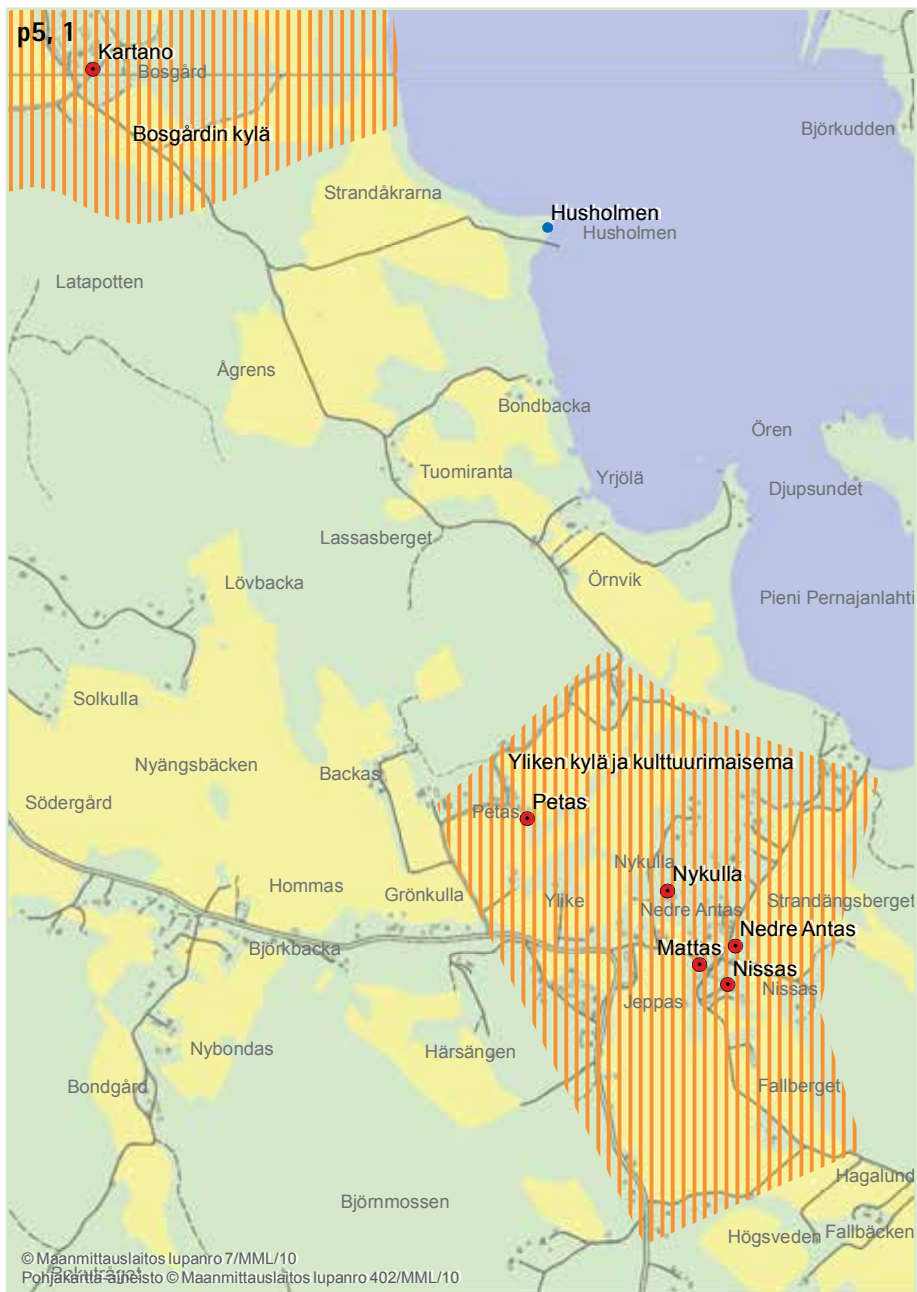 p5, 1
Kartano
Bosgård
Björkudden
Bosgårdin kylä
Strandåkrarna
Husholmen
Husholmen
Latapotten
Ågrens
Bondbacka
Ören
Tuomiranta
Yrjölä
Djupsundet
Lassasberget
Lövbacka
Örnvik
Pieni Pernajanlahti
Solkulla
Nyängsbäcken
Backas
Yliken kylä ja kulttuurimaisema
Södergård
Petas
Petas
Nykulla
Nykulla
Hommas
Grönkulla
Ylike
Nedre Antas
Strandängsberget
Nedre Antas
Björkbacka
Mattas
Nissas
Nissas
Jeppas
Nybondas
Härsängen
Bondgård
Fallberget
Hagalund
Björnmossen
Högsveden
Fallbäcken
© Maanmittauslaitos lupanro 7/MML/10
Pohjakartta-aineisto © Maanmittauslaitos lupanro 402/MML/10